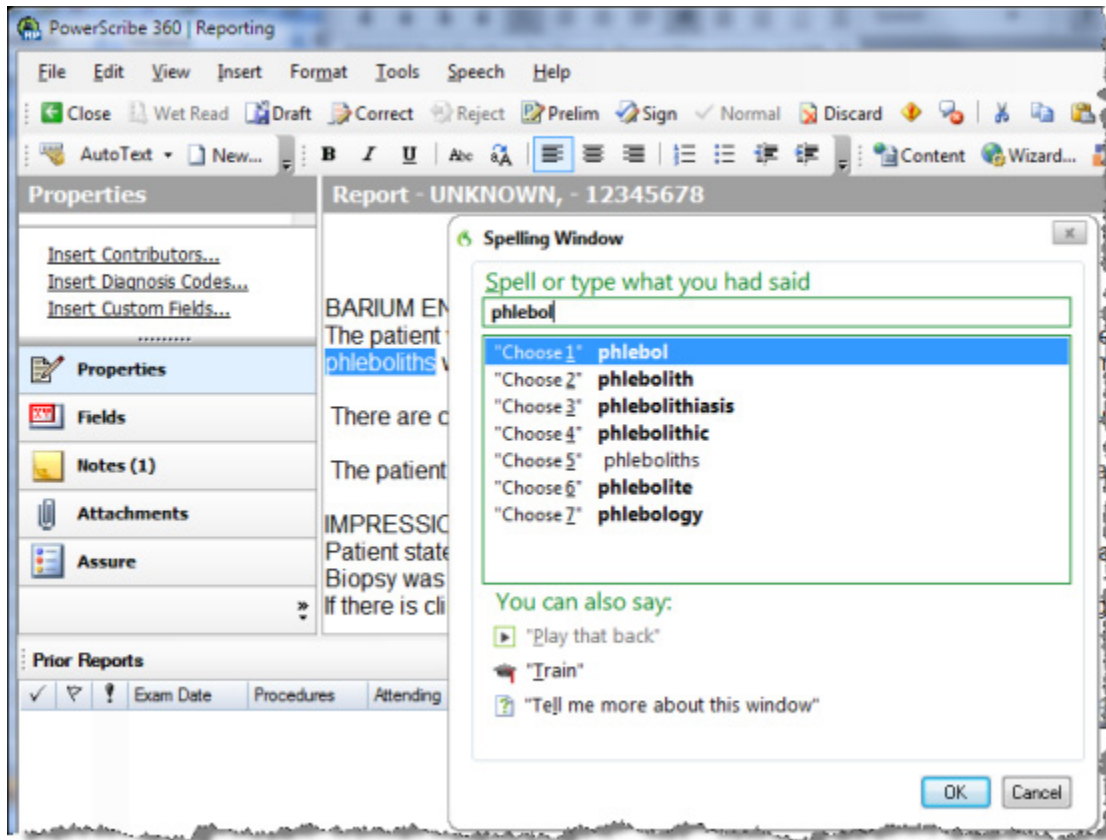 PowerScribe 360 | Reporting
File Edit View Insert Format Tools Speech Help
Close Wet Read Draft Correct Reject Prelim Sign Normal Discard
AutoText New... B I U Abc Content Wizard...
Properties
Insert Contributors...
Insert Diagnosis Codes...
Insert Custom Fields...
Properties
Fields
Notes (1)
Attachments
Assure
Report - UNKNOWN, - 12345678
BARIUM EN
The patient
phleboliths
There are c
The patient
IMPRESSIC
Patient state
Biopsy was
If there is cli
Spelling Window
Spell or type what you had said
phlebol
"Choose 1" phlebol
"Choose 2" phlebolith
"Choose 3" phlebolithiasis
"Choose 4" phlebolithic
"Choose 5" phleboliths
"Choose 6" phlebolite
"Choose 7" phlebology
You can also say:
"Play that back"
"Train"
"Tell me more about this window"
OK Cancel
Prior Reports
Exam Date Procedures Attending